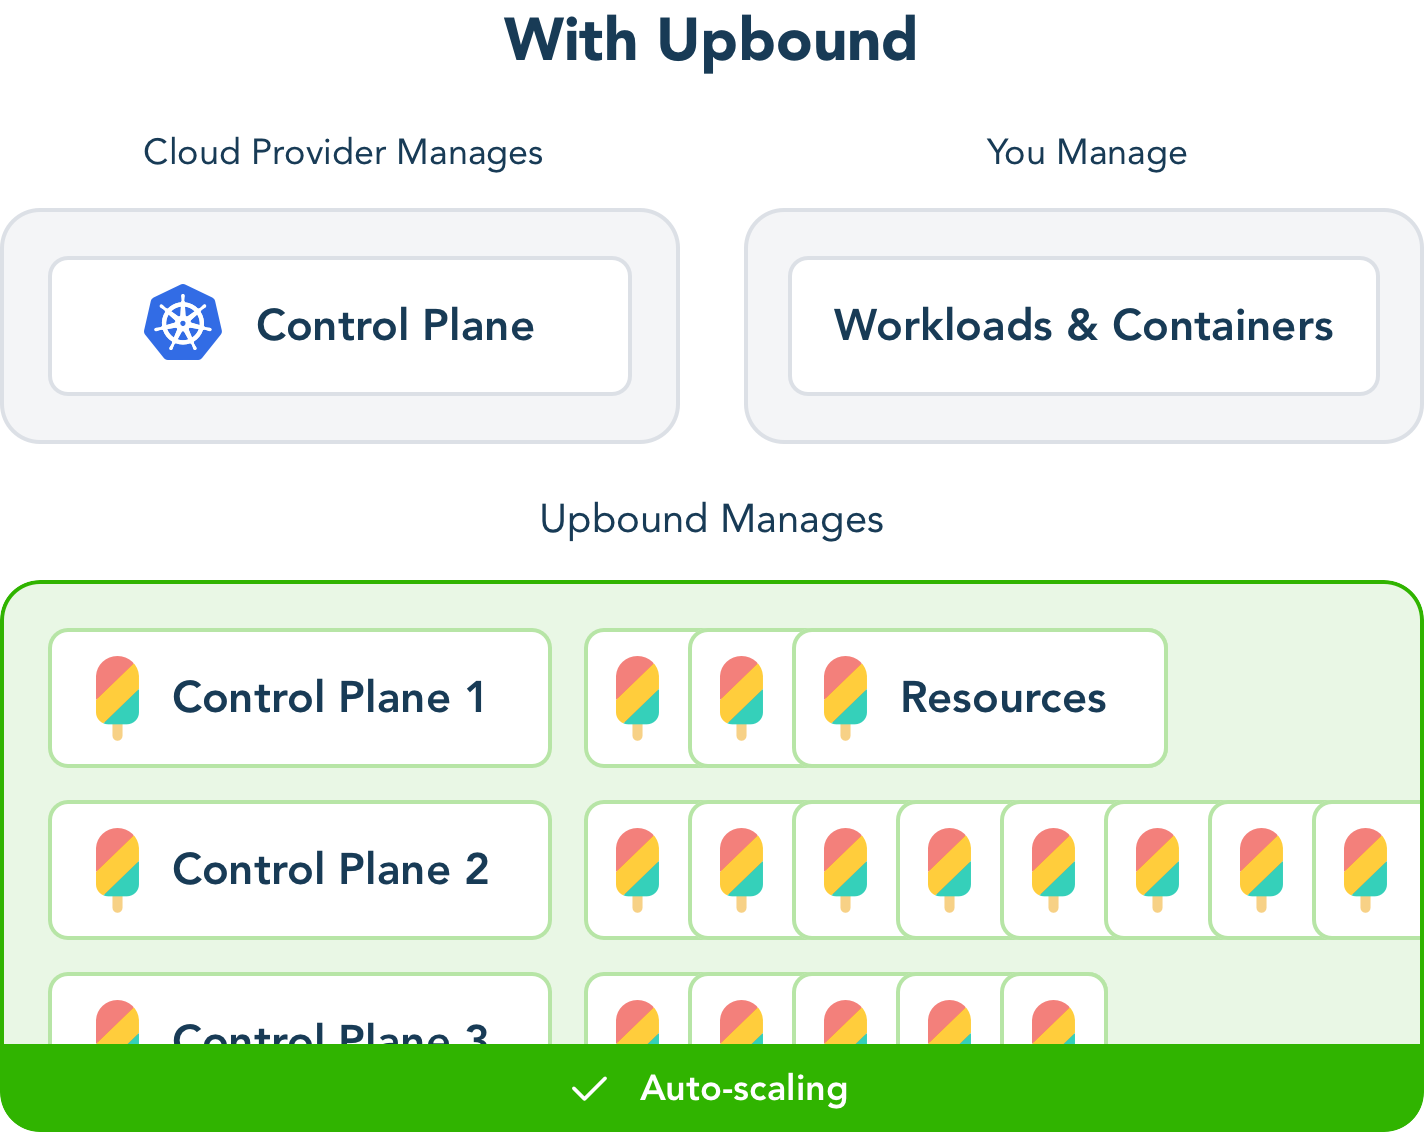 With Upbound
Cloud Provider Manages
You Manage
Control Plane
Workloads & Containers
Upbound Manages
Control Plane 1
Resources
Control Plane 2
Control Plane 3
Auto-scaling